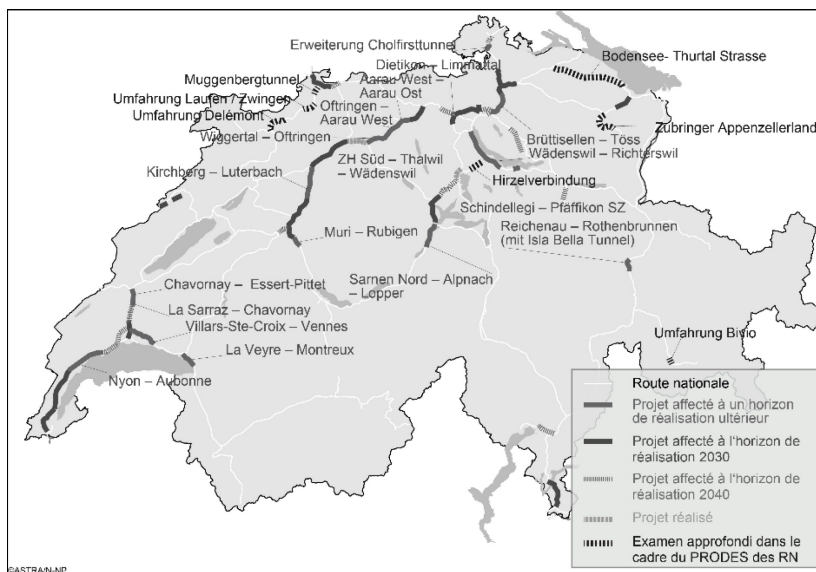 Erweiterung Cholfirsttunnel
Dietikon – Limmattal
Bodensee- Thurtal Strasse
Muggenbergtunnel
Aarau West –
Aarau Ost
Umfahrung Laufen / Zwingen
Oftringen –
Aarau West
Umfahrung Delémont
Wiggertal – Oftringen
Zubringer Appenzellerland
Brüttisellen – Töss
ZH Süd – Thalwil
– Wädenswil
Wädenswil – Richterswil
Kirchberg – Luterbach
Hirzelverbindung
Schindellegi – Pfäffikon SZ
Muri – Rubigen
Reichenau – Rothenbrunnen
(mit Isla Bella Tunnel)
Sarnen Nord – Alpnach
– Lopper
Chavornay – Essert-Pittet
La Sarraz – Chavornay
Villars-Ste-Croix – Vennes
La Veyre – Montreux
Umfahrung Bivio
Nyon – Aubonne
Route nationale
Projet affecté à un horizon
de réalisation ultérieur
Projet affecté à l'horizon de
réalisation 2030
Projet affecté à l'horizon de
réalisation 2040
Projet réalisé
Examen approfondi dans le
cadre du PRODES des RN
©ASTRA/N-NP